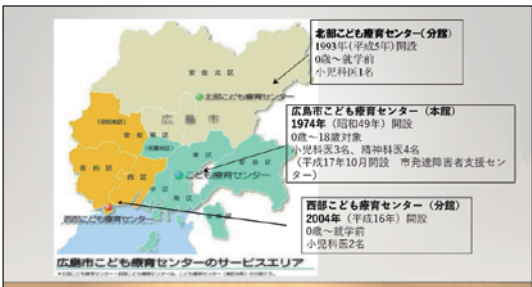 北部こども療育センター(分館)
1993年(平成5年)開設
0歳~就学前
小児科医1名
安佐北区
北部こども療育センター
広島市
安佐南区
広島市こども療育センター (本館)
1974年 (昭和49年) 開設
0歳~18歳対象
小児科医3名、精神科医4名
(平成17年10月開設 市発達障害者支援セン
ター)
佐伯区
西区
東区
安芸区
こども療育センター
中区
南区
西部こども療育センター
西部こども療育センター (分館)
2004年 (平成16年) 開設
0歳~就学前
小児科医2名
広島市こども療育センターのサービスエリア